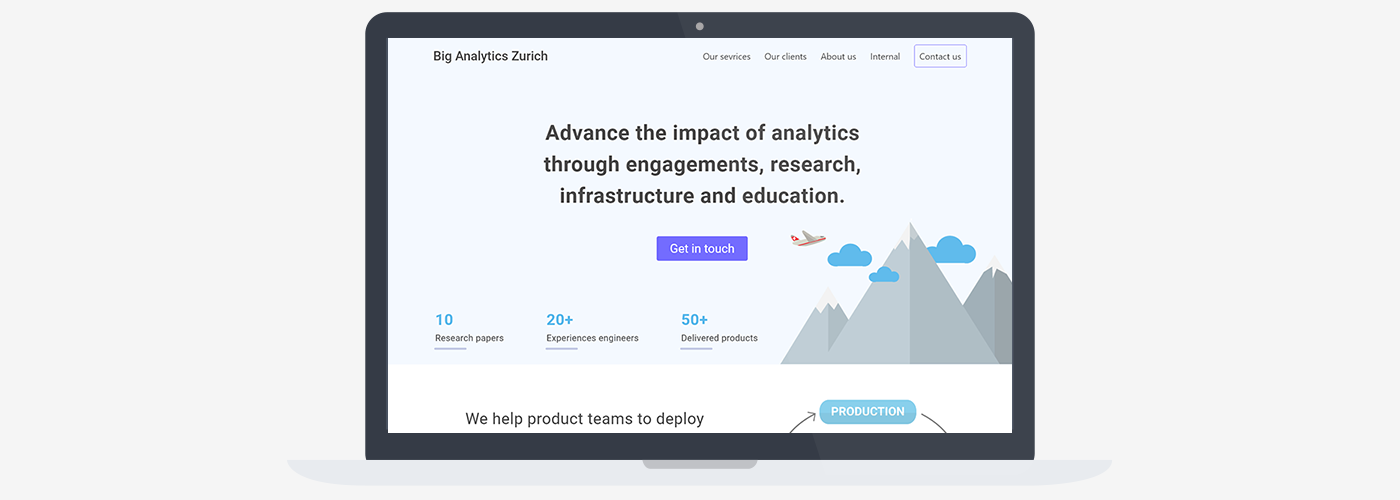 Big Analytics Zurich
Our sevrices Our clients About us Internal Contact us
Advance the impact of analytics
through engagements, research,
infrastructure and education.
Get in touch
10 20+ 50+
Research papers Experiences engineers Delivered products
We help product teams to deploy
PRODUCTION